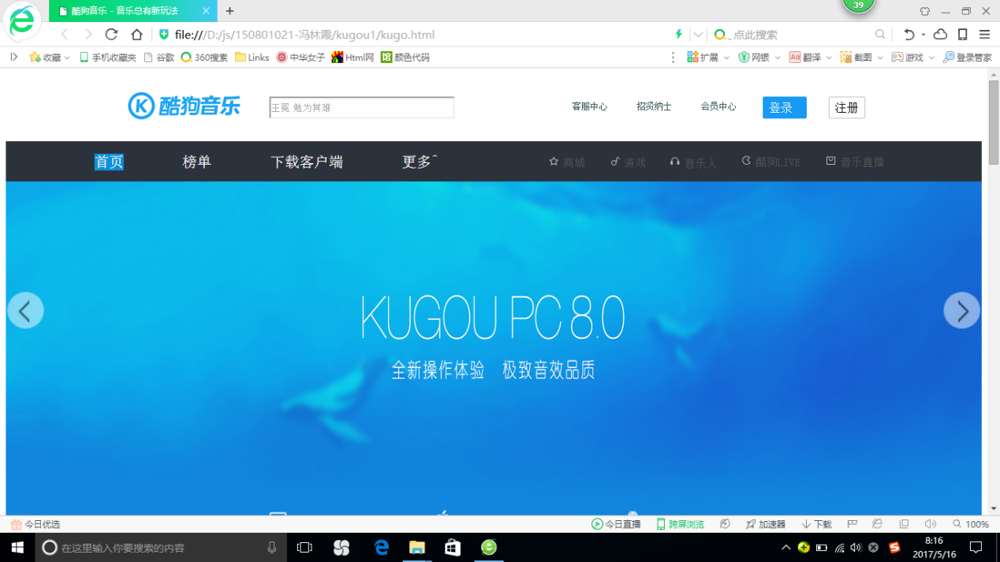 39
酷狗音乐 - 音乐总有新玩法
file:///D:/js/150801021-冯林霞/kugou1/kugo.html
点此搜索
收藏 手机收藏夹 谷歌 360搜索 Links 中华女子 Html网 颜色代码 扩展 网银 翻译 截图 游戏 登录管家
酷狗音乐 王冕 勉为其难 客服中心 招贤纳士 会员中心 登录 注册
首页 榜单 下载客户端 更多ˆ 商城 游戏 音乐人 酷狗LIVE 音乐直播
KUGOU PC 8.0
全新操作体验 极致音效品质
今日优选 今日直播 跨屏浏览 加速器 下载 100%
在这里输入你要搜索的内容
8:16
2017/5/16